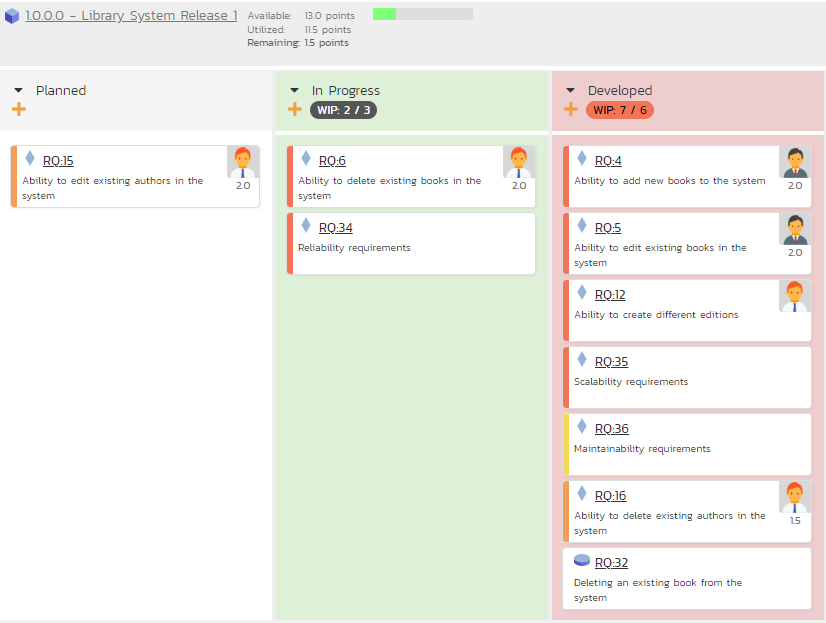 1.0.0.0 - Library System Release 1
Available: 13.0 points
Utilized: 11.5 points
Remaining: 1.5 points
Planned
In Progress
WIP: 2 / 3
Developed
WIP: 7 / 6
RQ:15
Ability to edit existing authors in the
system
2.0
RQ:6
Ability to delete existing books in the
system
2.0
RQ:34
Reliability requirements
RQ:4
Ability to add new books to the system
2.0
RQ:5
Ability to edit existing books in the
system
2.0
RQ:12
Ability to create different editions
RQ:35
Scalability requirements
RQ:36
Maintainability requirements
RQ:16
Ability to delete existing authors in the
system
1.5
RQ:32
Deleting an existing book from the
system